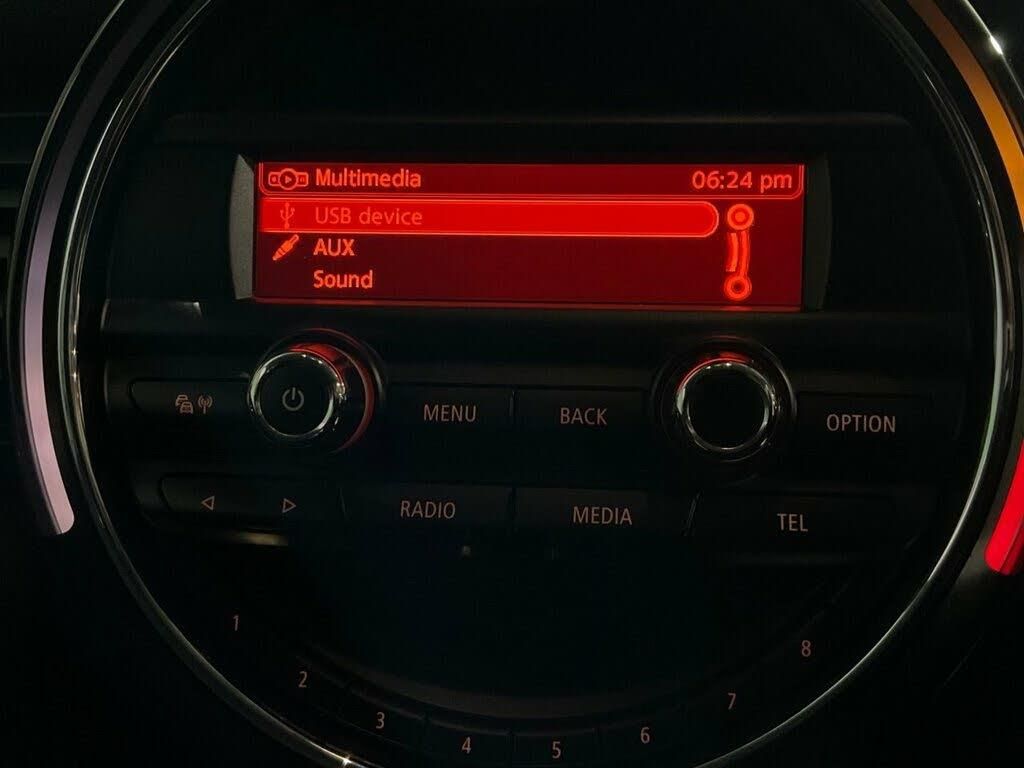 Multimedia 06:24 pm
USB device
AUX
Sound
MENU BACK OPTION
RADIO MEDIA TEL
1 2 3 4 5 6 7 8